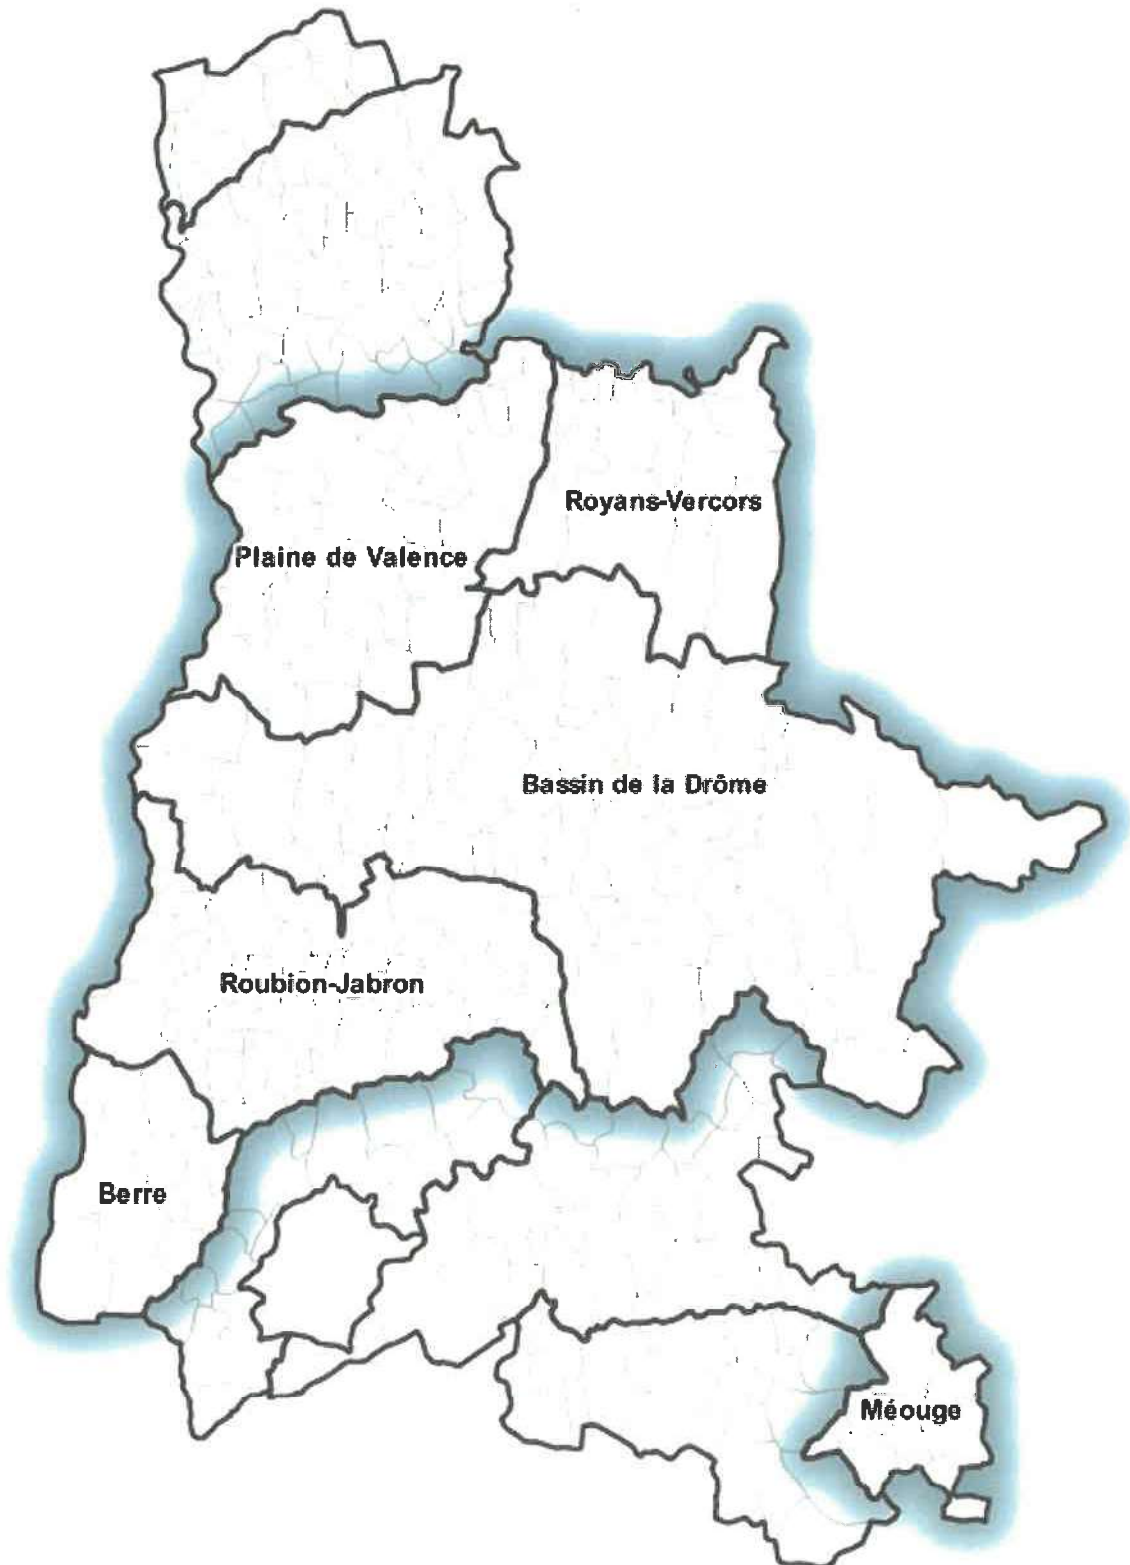 Royans-Vercors
Plaine de Valence
Bassin de la Drôme
Roubion-Jabron
Berre
Méouge